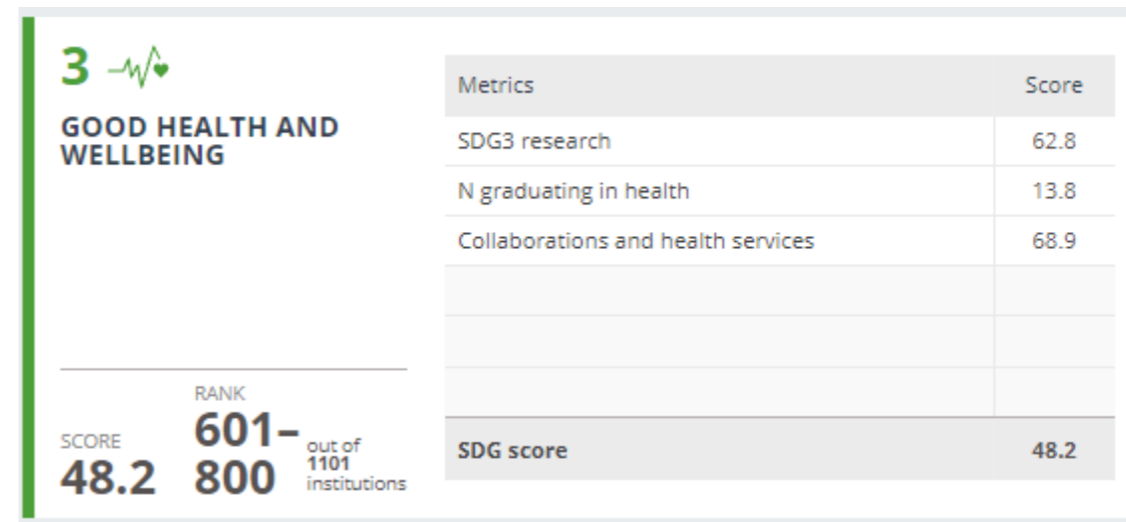 3
GOOD HEALTH AND
WELLBEING
SCORE
48.2
RANK
601–
800
out of
1101
institutions
Metrics Score
SDG3 research 62.8
N graduating in health 13.8
Collaborations and health services 68.9
SDG score 48.2